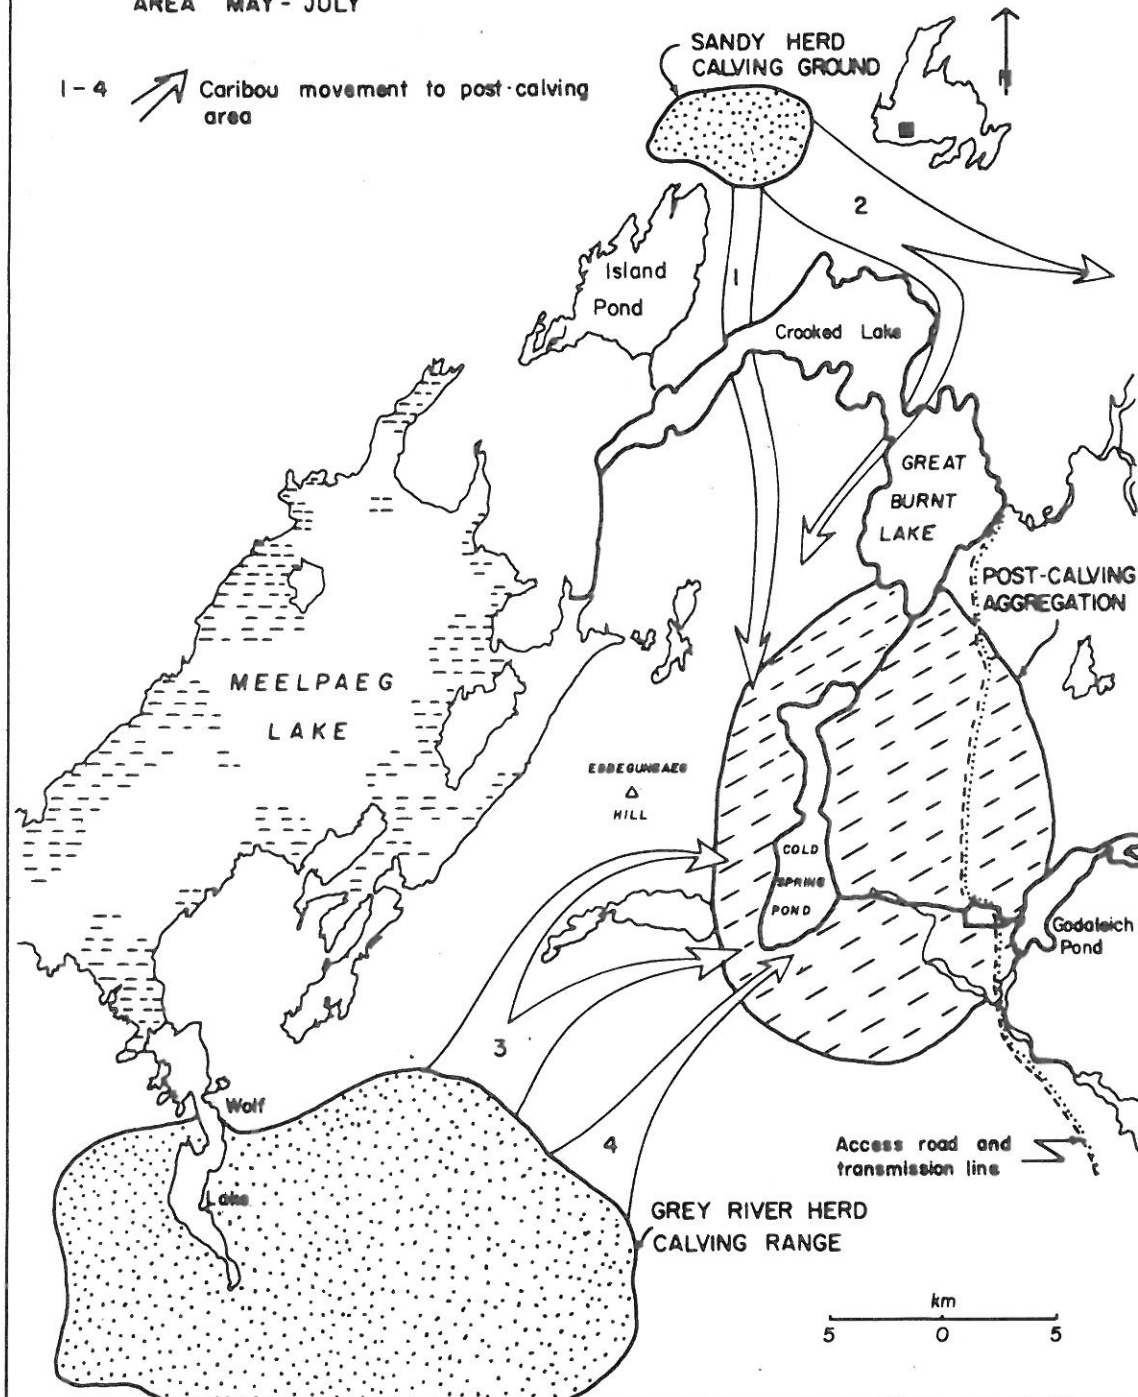 AREA MAY - JULY
1 - 4 Caribou movement to post-calving
area
SANDY HERD
CALVING GROUND
N
2
1
Island
Pond
Crooked Lake
GREAT
BURNT
LAKE
POST-CALVING
AGGREGATION
MEELPAEG
LAKE
EBBEGUNBAEG
HILL
COLD
SPRING
POND
Godaleich
Pond
3
Wolf
Lake
4
Access road and
transmission line
GREY RIVER HERD
CALVING RANGE
km
5 0 5